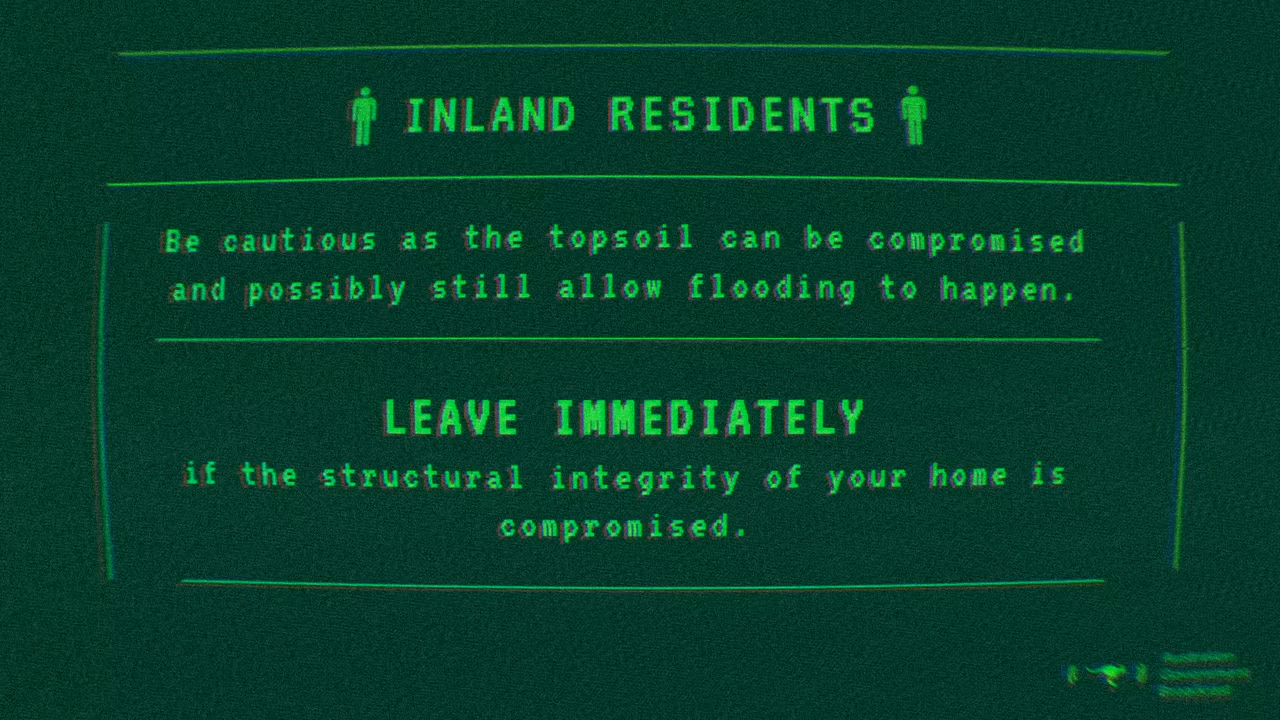 INLAND RESIDENTS
Be cautious as the topsoil can be compromised
and possibly still allow flooding to happen.
LEAVE IMMEDIATELY
if the structural integrity of your home is
compromised.